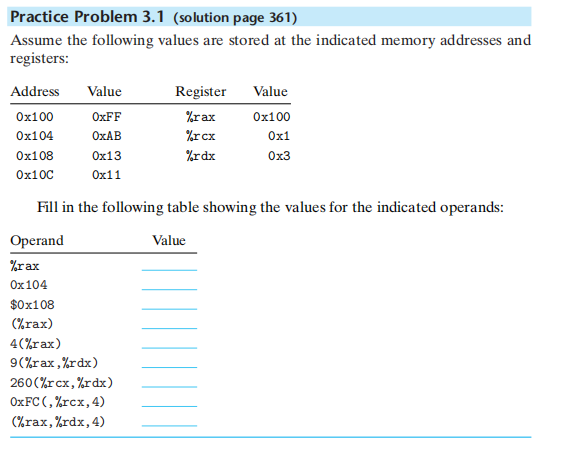 Practice Problem 3.1 (solution page 361)
Assume the following values are stored at the indicated memory addresses and
registers:
Address Value Register Value
0x100 0xFF %rax 0x100
0x104 0xAB %rcx 0x1
0x108 0x13 %rdx 0x3
0x10C 0x11
Fill in the following table showing the values for the indicated operands:
Operand Value
%rax
0x104
$0x108
(%rax)
4(%rax)
9(%rax,%rdx)
260(%rcx,%rdx)
0xFC(,%rcx,4)
(%rax,%rdx,4)